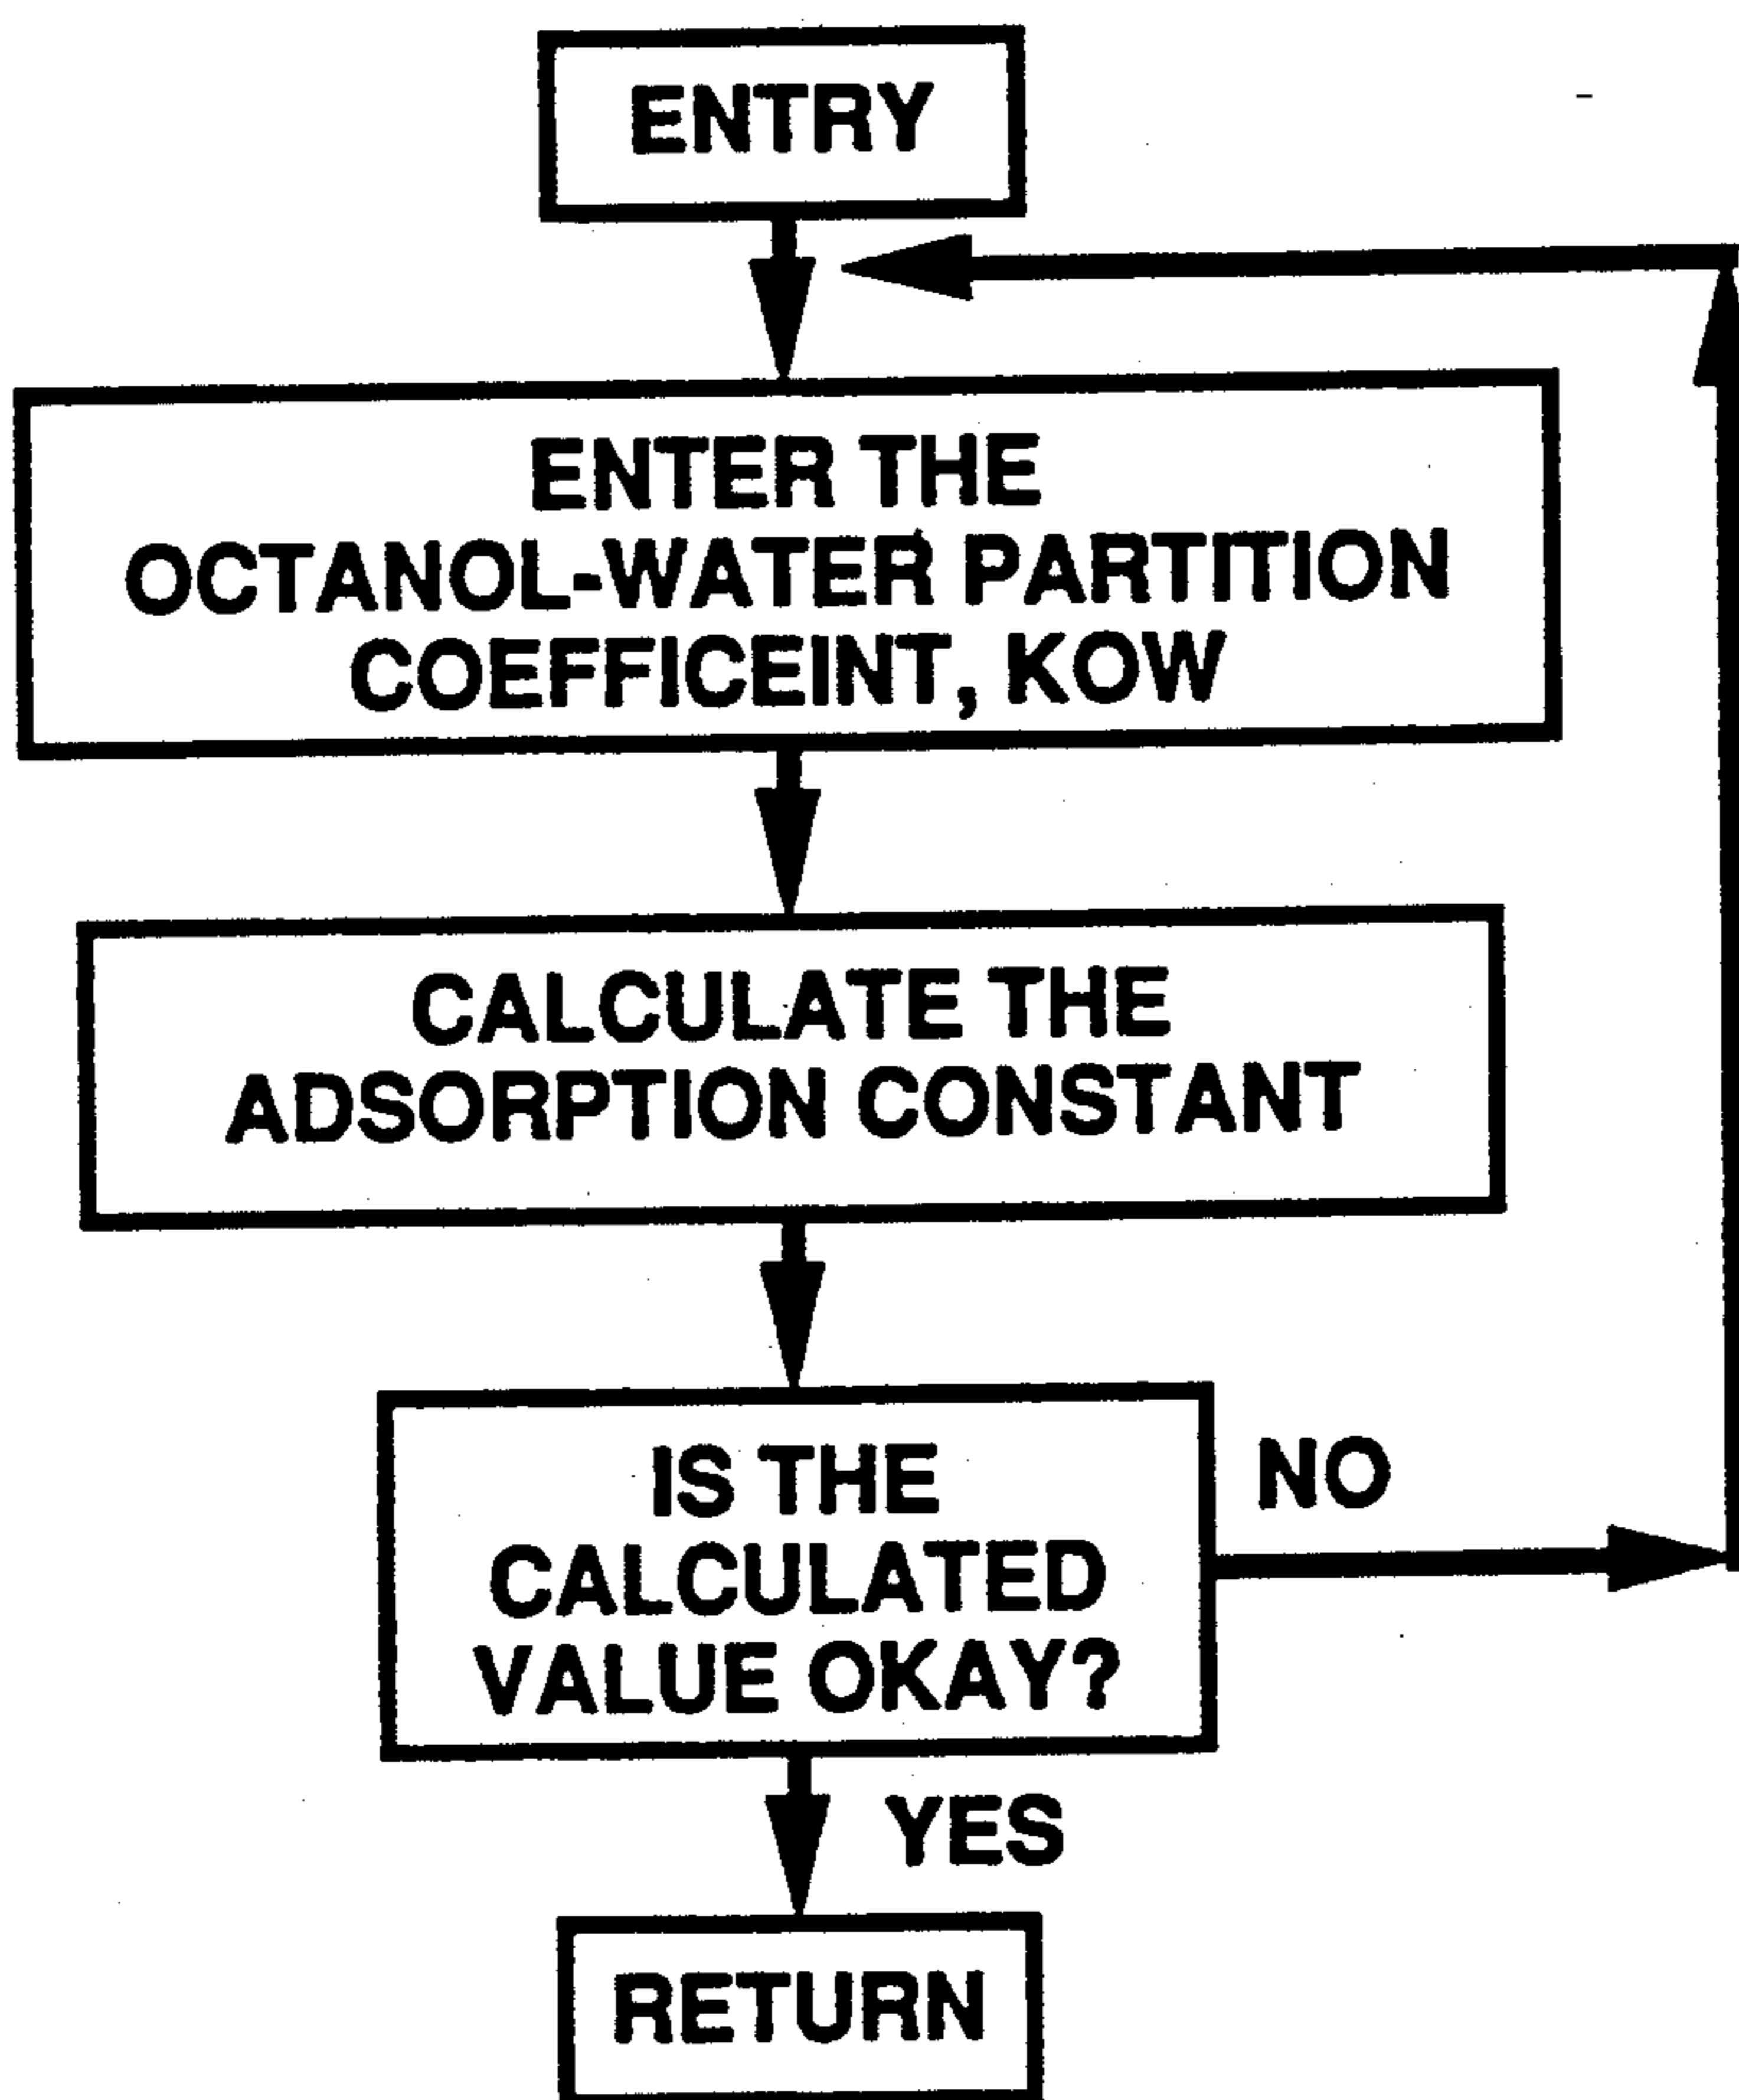 ENTRY
ENTER THE
OCTANOL-WATER PARTITION
COEFFICEINT, KOW
CALCULATE THE
ADSORPTION CONSTANT
IS THE
CALCULATED
VALUE OKAY?
NO
YES
RETURN